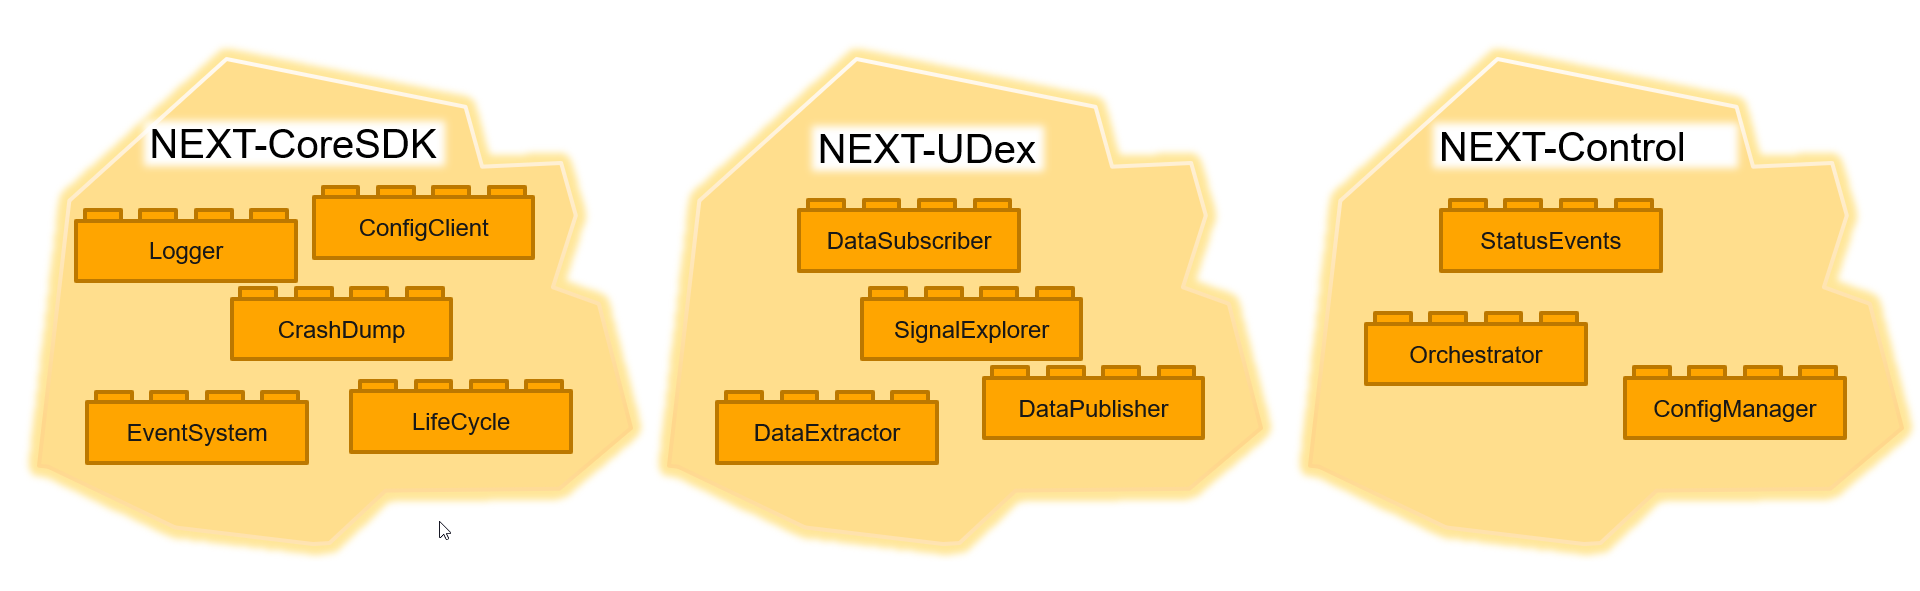 NEXT-CoreSDK
Logger
ConfigClient
CrashDump
EventSystem
LifeCycle
NEXT-UDex
DataSubscriber
SignalExplorer
DataExtractor
DataPublisher
NEXT-Control
StatusEvents
Orchestrator
ConfigManager